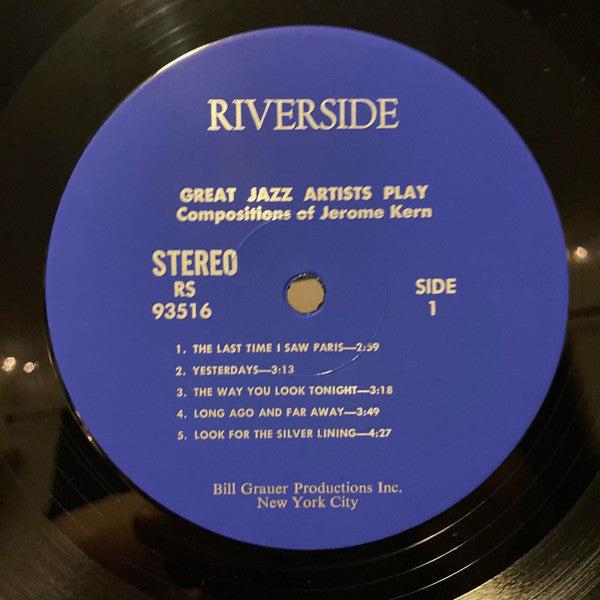 RIVERSIDE
GREAT JAZZ ARTISTS PLAY
Compositions of Jerome Kern
STEREO
RS
93516
SIDE
1
1. THE LAST TIME I SAW PARIS—2:59
2. YESTERDAYS—3:13
3. THE WAY YOU LOOK TONIGHT—3:18
4. LONG AGO AND FAR AWAY—3:49
5. LOOK FOR THE SILVER LINING—4:27
Bill Grauer Productions Inc.
New York City